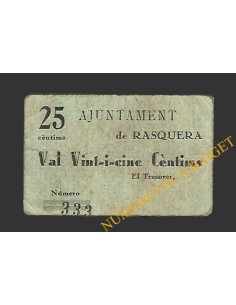 25 AJUNTAMENT
cèntims
de RASQUERA
Val Vint-i-cinc Cèntims
El Tresorer,
Número
333